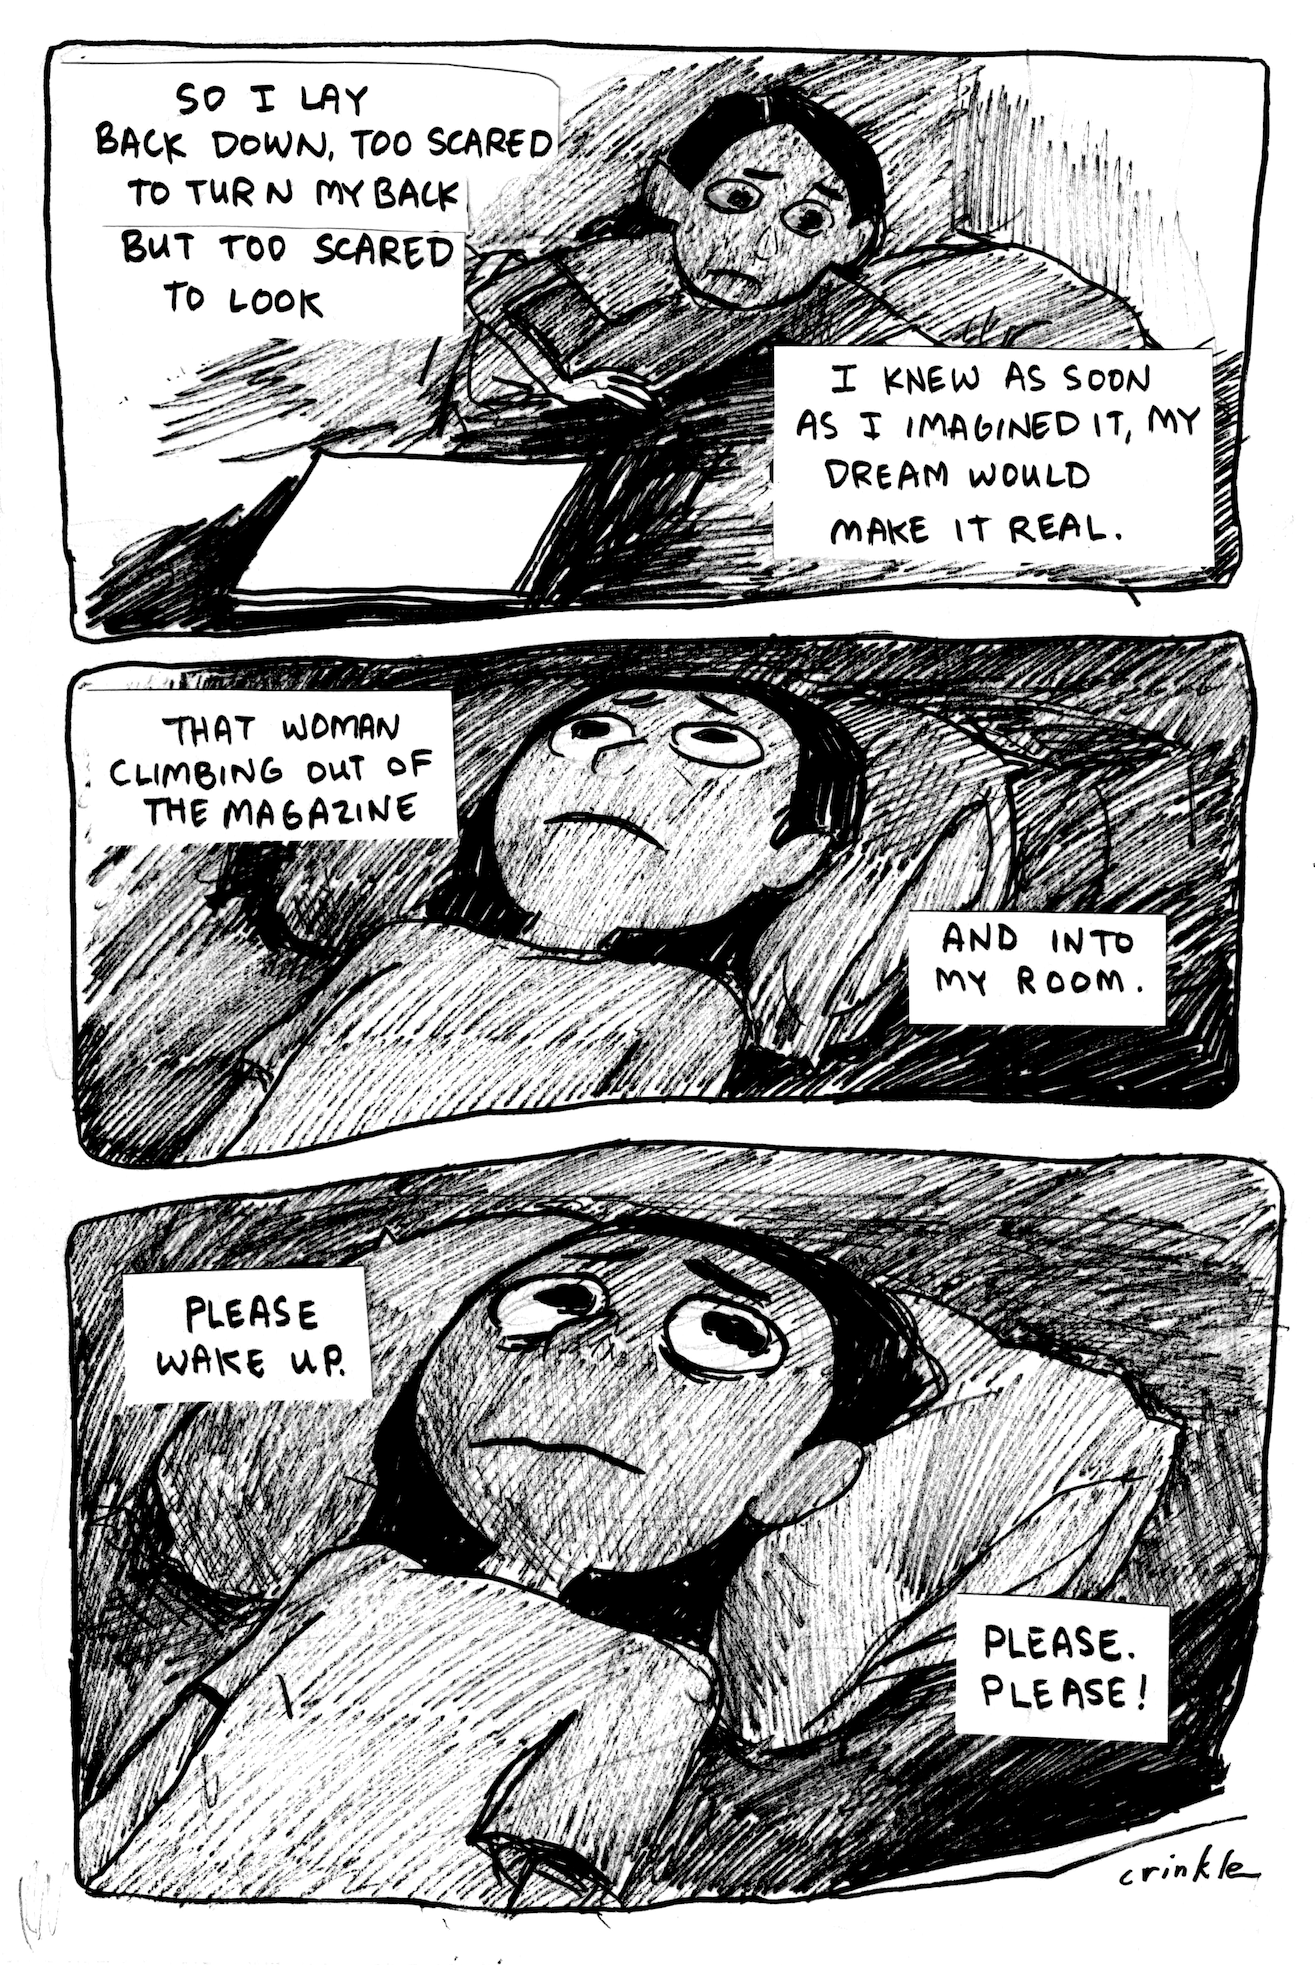 SO I LAY
BACK DOWN, TOO SCARED
TO TURN MY BACK
BUT TOO SCARED
TO LOOK
I KNEW AS SOON
AS I IMAGINED IT, MY
DREAM WOULD
MAKE IT REAL.
THAT WOMAN
CLIMBING OUT OF
THE MAGAZINE
AND INTO
MY ROOM.
PLEASE
WAKE UP.
PLEASE.
PLEASE!
crinkle